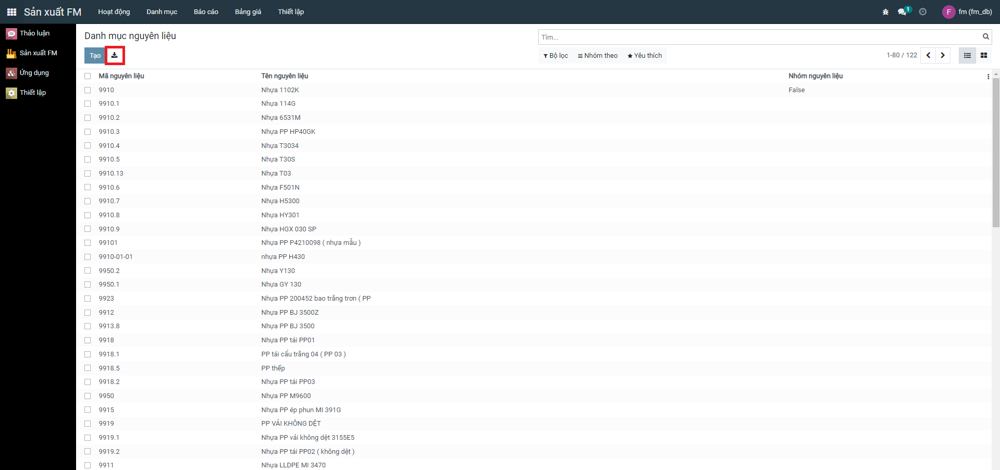 Sản xuất FM Hoạt động Danh mục Báo cáo Bảng giá Thiết lập 1 F fm (fm_db)
Thảo luận
Sản xuất FM
Ứng dụng
Thiết lập
Danh mục nguyên liệu
Tìm...
Tạo
Bộ lọc Nhóm theo Yêu thích 1-80 / 122
Mã nguyên liệu Tên nguyên liệu Nhóm nguyên liệu
9910 Nhựa 1102K False
9910.1 Nhựa 114G
9910.2 Nhựa 6531M
9910.3 Nhựa PP HP40GK
9910.4 Nhựa T3034
9910.5 Nhựa T30S
9910.13 Nhựa T03
9910.6 Nhựa F501N
9910.7 Nhựa H5300
9910.8 Nhựa HY301
9910.9 Nhựa HGX 030 SP
99101 Nhựa PP P4210098 ( nhựa mẫu )
9910-01-01 nhựa PP H430
9950.2 Nhựa Y130
9950.1 Nhựa GY 130
9923 Nhựa PP 200452 bao trắng trơn ( PP
9912 Nhựa PP BJ 3500Z
9913.8 Nhựa PP BJ 3500
9918 Nhựa PP tái PP01
9918.1 PP tái cẩu trắng 04 ( PP 03 )
9918.5 PP thếp
9918.2 Nhựa PP tái PP03
9950 Nhựa PP M9600
9915 Nhựa PP ép phun MI 391G
9919 PP VẢI KHÔNG DỆT
9919.1 Nhựa PP vải không dệt 3155E5
9919.2 Nhựa PP tái PP02 ( không dệt )
9911 Nhựa LLDPE MI 3470